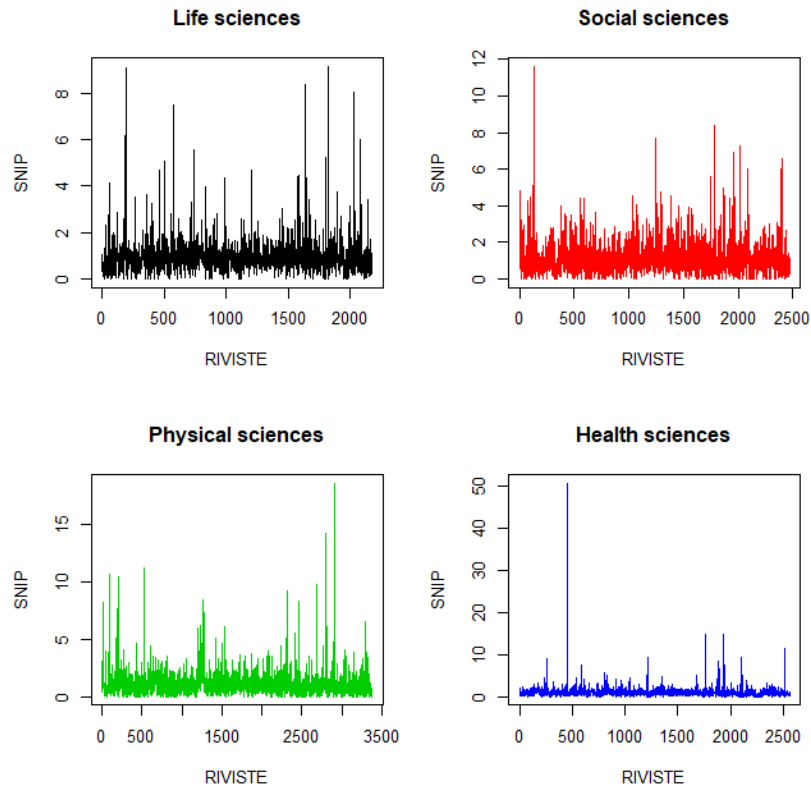 Life sciences
SNIP
0 2 4 6 8
0 500 1000 1500 2000
RIVISTE
Social sciences
SNIP
0 2 4 6 8 10 12
0 500 1000 1500 2000 2500
RIVISTE
Physical sciences
SNIP
0 5 10 15
0 500 1500 2500 3500
RIVISTE
Health sciences
SNIP
0 10 20 30 40 50
0 500 1000 1500 2000 2500
RIVISTE